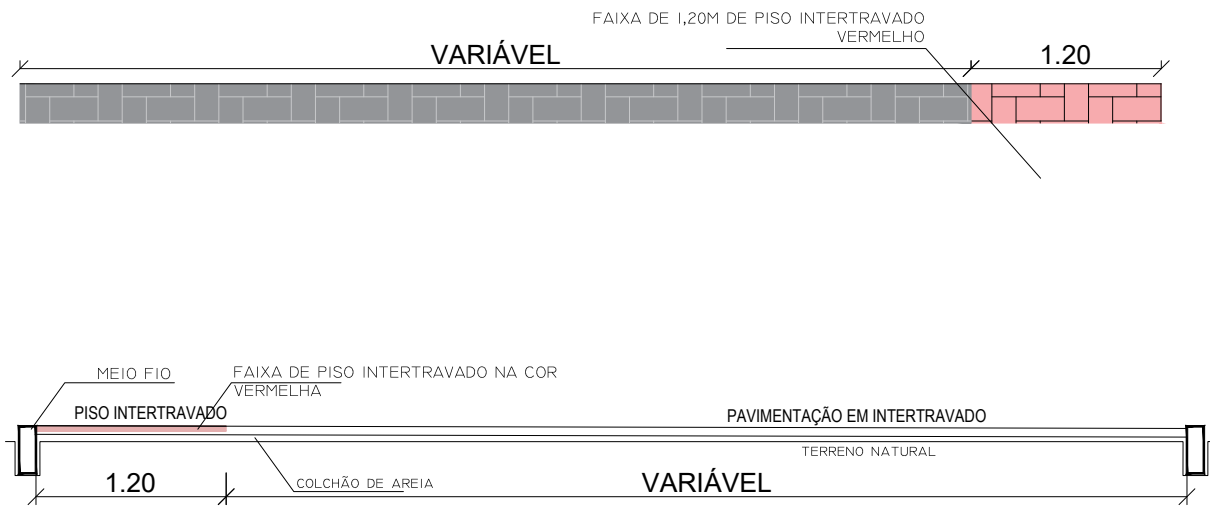 FAIXA DE 1,20M DE PISO INTERTRAVADO
VERMELHO
VARIÁVEL
1.20
MEIO FIO
FAIXA DE PISO INTERTRAVADO NA COR
VERMELHA
PISO INTERTRAVADO
PAVIMENTAÇÃO EM INTERTRAVADO
TERRENO NATURAL
1.20
COLCHÃO DE AREIA
VARIÁVEL